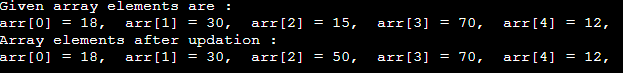 Given array elements are :
arr[0] = 18,  arr[1] = 30,  arr[2] = 15,  arr[3] = 70,  arr[4] = 12,
Array elements after updation :
arr[0] = 18,  arr[1] = 30,  arr[2] = 50,  arr[3] = 70,  arr[4] = 12,